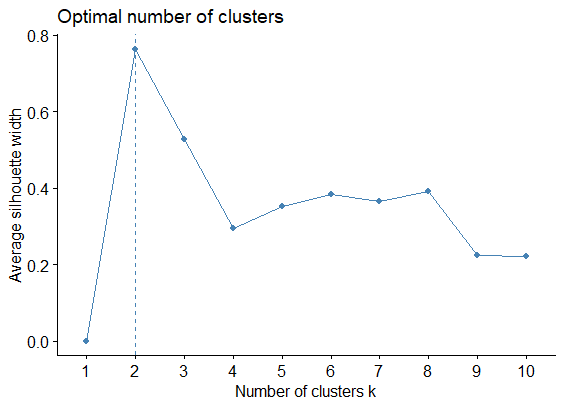 Optimal number of clusters
Average silhouette width
0.8
0.6
0.4
0.2
0.0
1 2 3 4 5 6 7 8 9 10
Number of clusters k